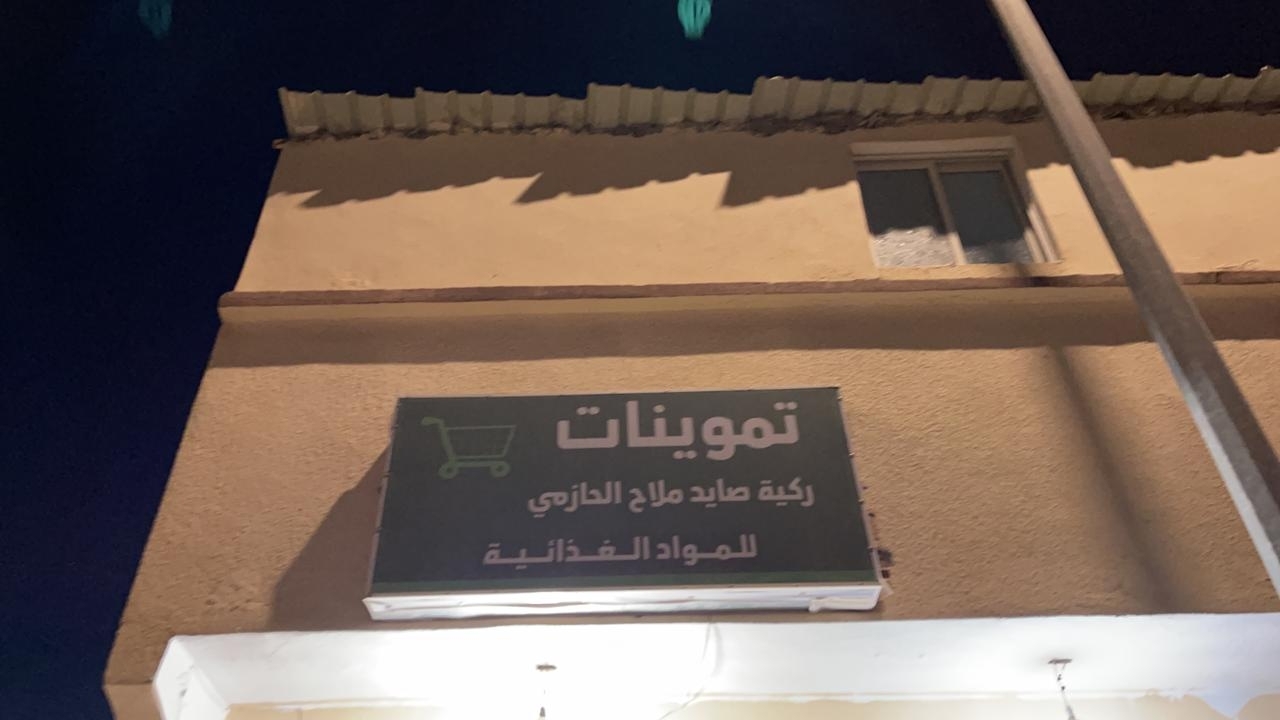 تموينات
ركية صايد ملاح الحازمي
للمواد الغذائية